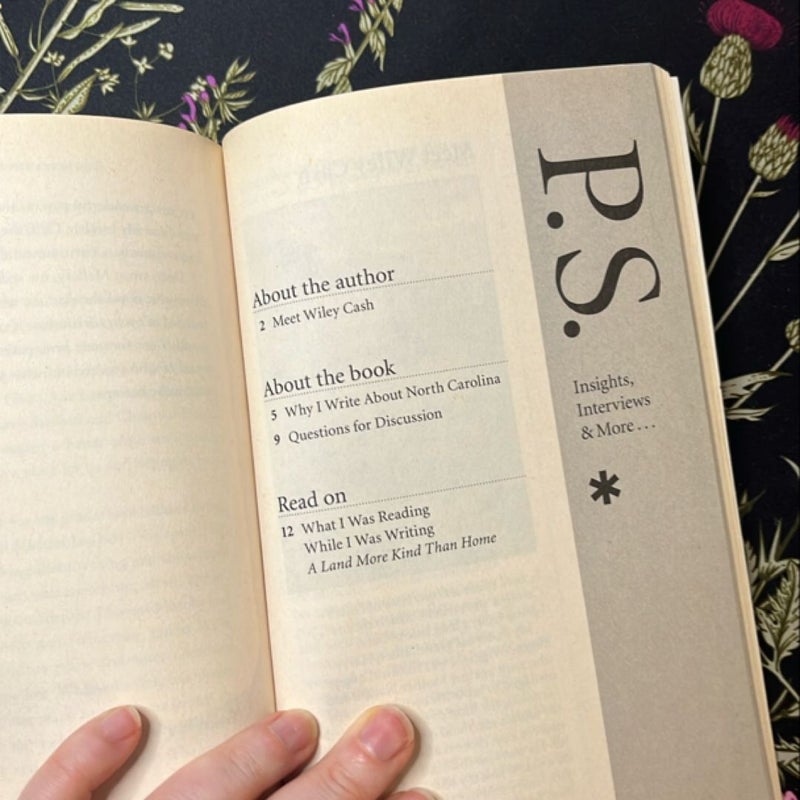 About the author
2 Meet Wiley Cash
About the book
5 Why I Write About North Carolina
9 Questions for Discussion
Read on
12 What I Was Reading
While I Was Writing
A Land More Kind Than Home
P.S.
Insights,
Interviews
& More...
*